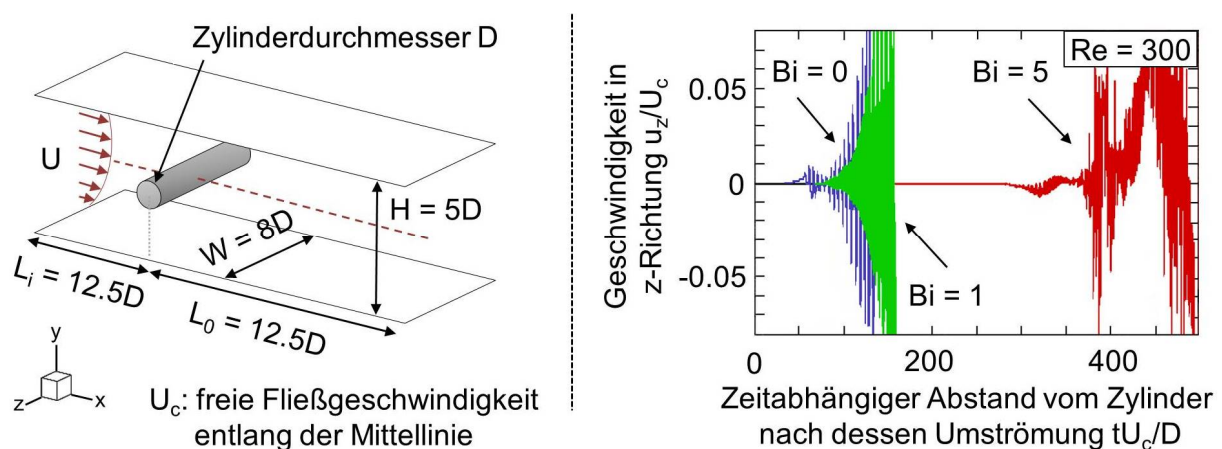 Zylinderdurchmesser D
U
H = 5D
W = 8D
Lᵢ = 12.5D
L₀ = 12.5D
y
z
x
U_c: freie Fließgeschwindigkeit
entlang der Mittellinie
Geschwindigkeit in
z-Richtung u_z/U_c
0.05
0
-0.05
Re = 300
Bi = 0
Bi = 5
Bi = 1
0
200
400
Zeitabhängiger Abstand vom Zylinder
nach dessen Umströmung tU_c/D